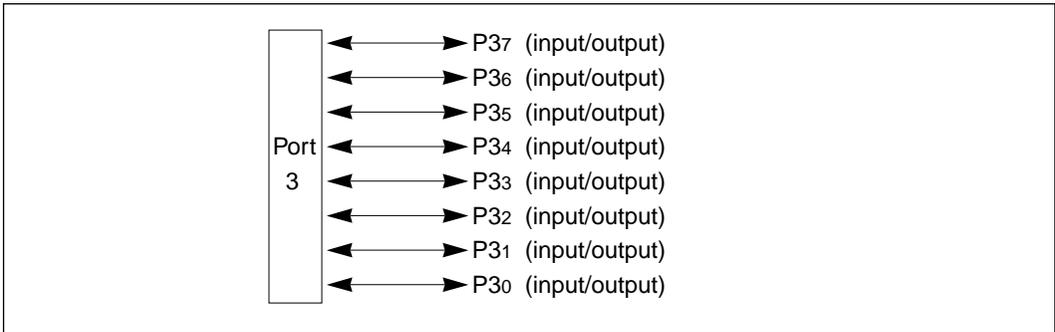 P37 (input/output)
P36 (input/output)
P35 (input/output)
Port
P34 (input/output)
3
P33 (input/output)
P32 (input/output)
P31 (input/output)
P30 (input/output)